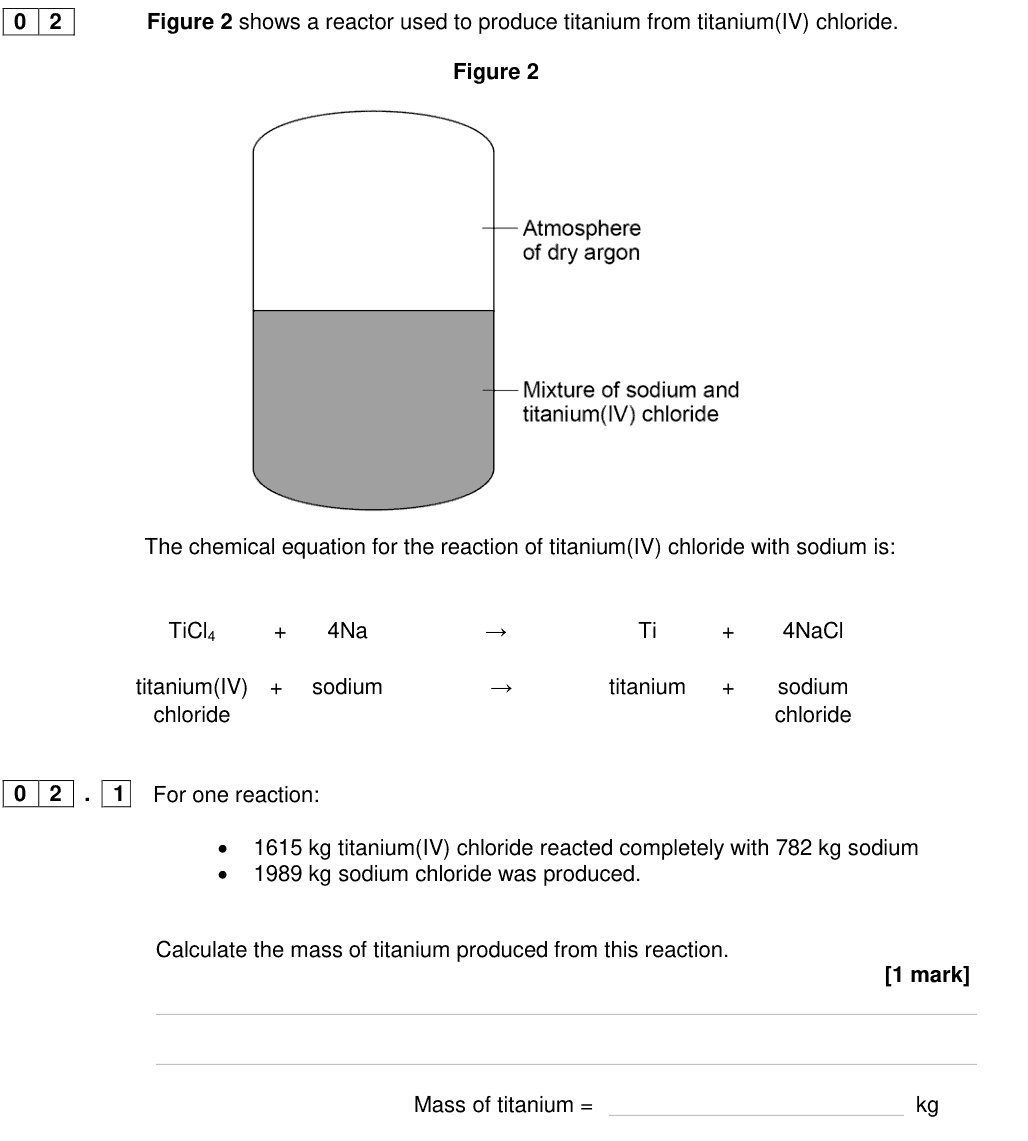 0 2 Figure 2 shows a reactor used to produce titanium from titanium(IV) chloride.
Figure 2
Atmosphere
of dry argon
Mixture of sodium and
titanium(IV) chloride
The chemical equation for the reaction of titanium(IV) chloride with sodium is:
TiCl₄ + 4Na → Ti + 4NaCl
titanium(IV) + sodium → titanium + sodium
chloride chloride
0 2 . 1 For one reaction:
• 1615 kg titanium(IV) chloride reacted completely with 782 kg sodium
• 1989 kg sodium chloride was produced.
Calculate the mass of titanium produced from this reaction.
[1 mark]
Mass of titanium = kg